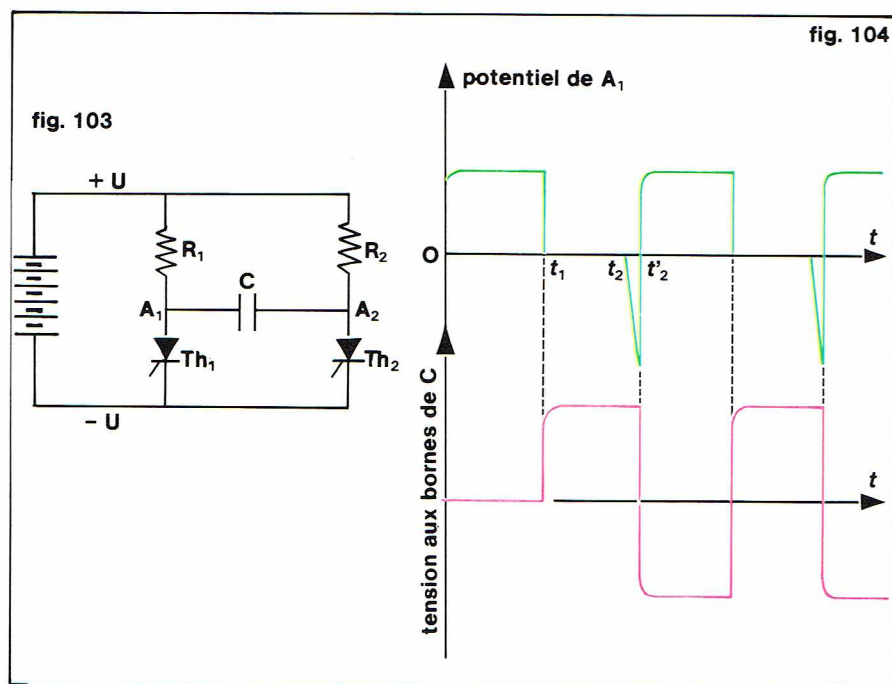 fig. 104
potentiel de A₁
fig. 103
+ U
R₁
R₂
C
A₁
A₂
Th₁
Th₂
– U
O
t₁
t₂
t'₂
t
tension aux bornes de C
t